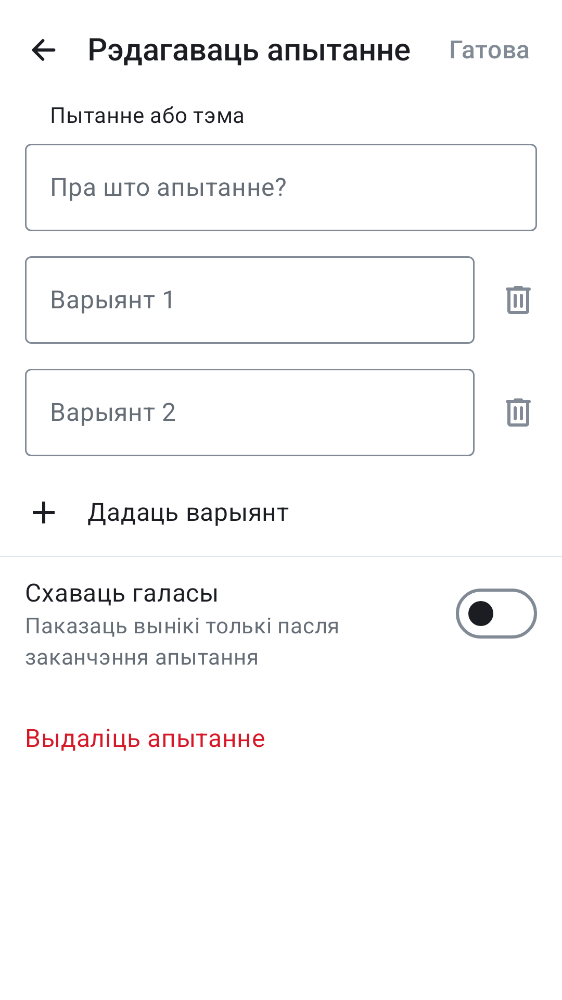 Рэдагаваць апытанне
Гатова
Пытанне або тэма
Пра што апытанне?
Варыянт 1
Варыянт 2
Дадаць варыянт
Схаваць галасы
Паказаць вынікі толькі пасля
заканчэння апытання
Выдаліць апытанне